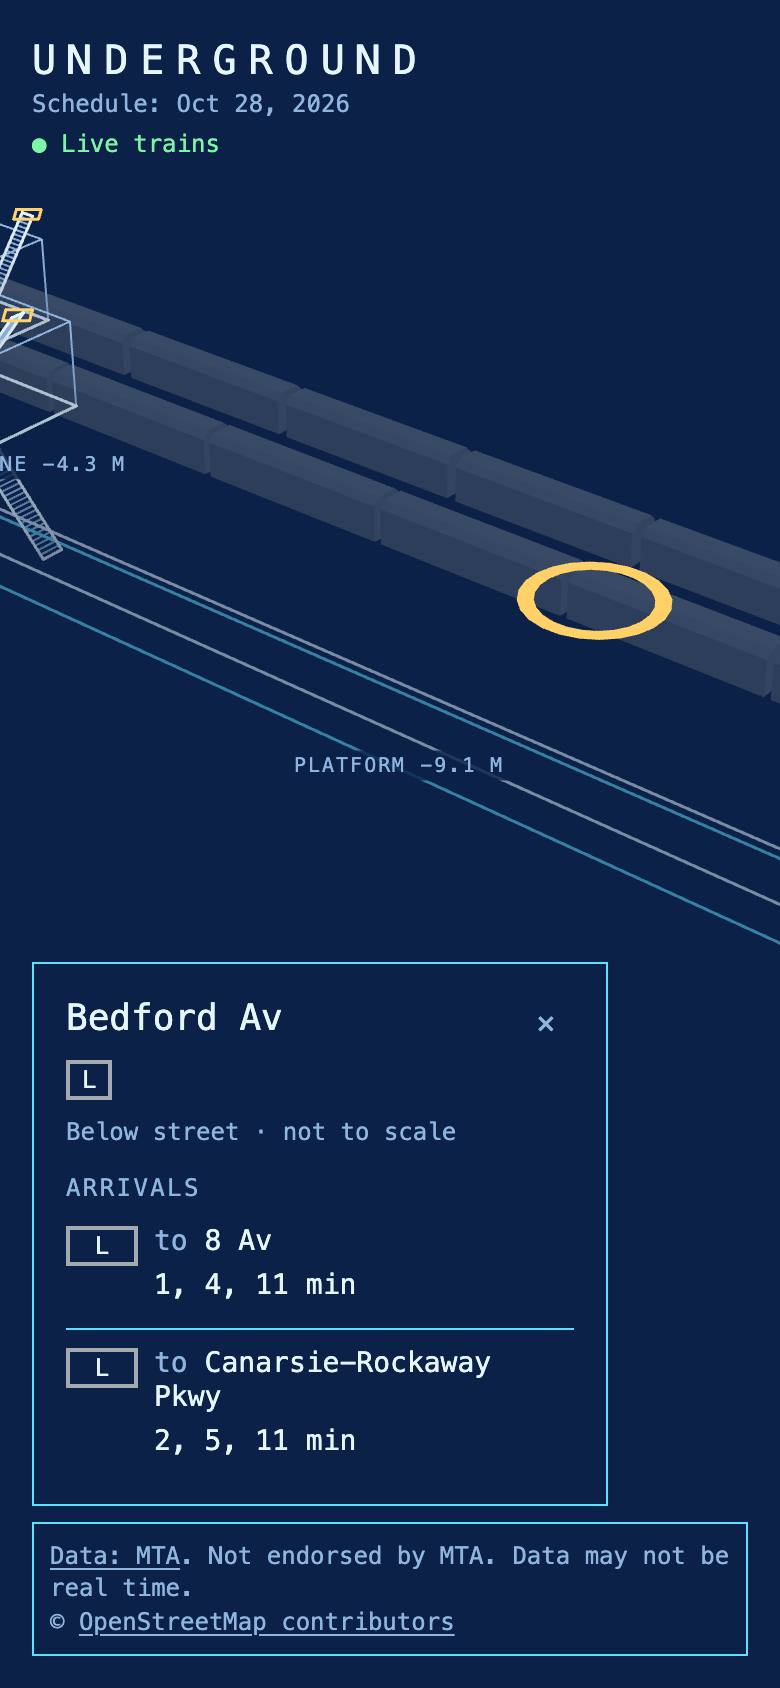 UNDERGROUND
Schedule: Oct 28, 2026
● Live trains
NE −4.3 M
PLATFORM −9.1 M
Bedford Av ×
L
Below street · not to scale
ARRIVALS
L to 8 Av
1, 4, 11 min
L to Canarsie–Rockaway
Pkwy
2, 5, 11 min
Data: MTA. Not endorsed by MTA. Data may not be
real time.
© OpenStreetMap contributors